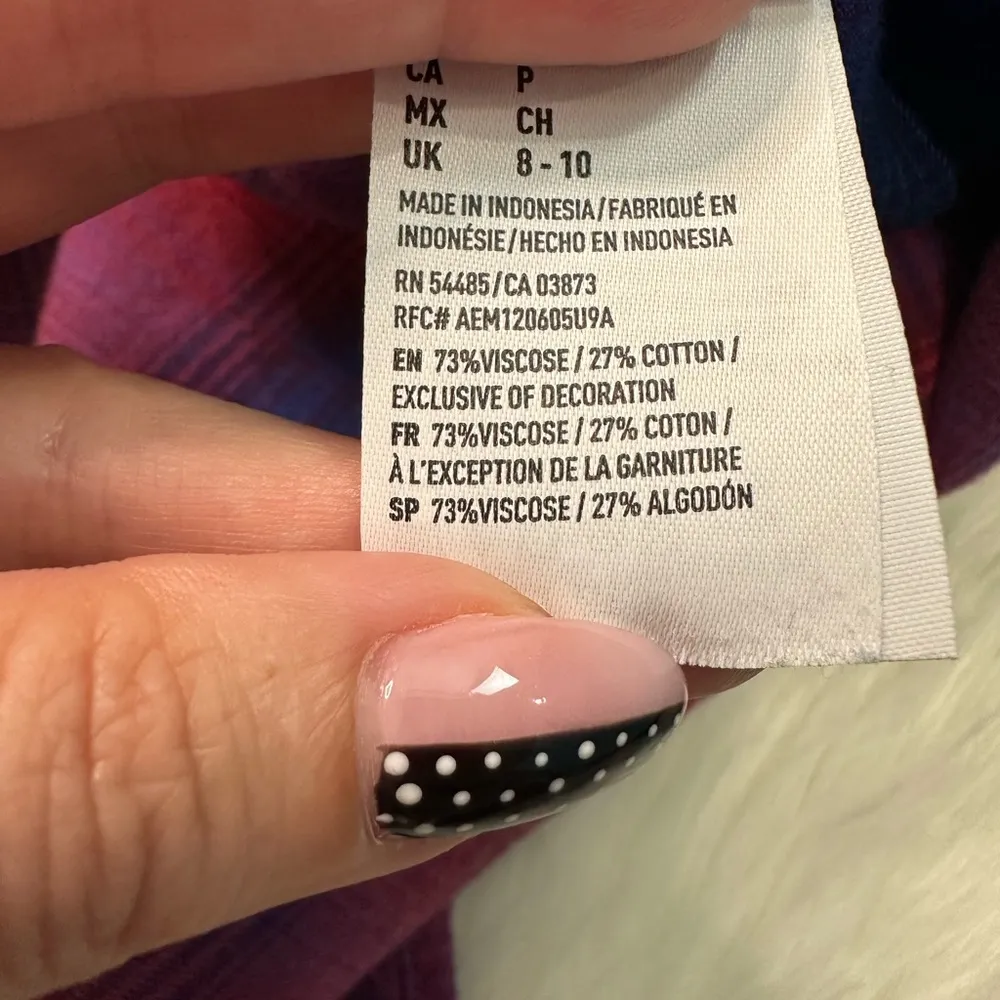 CA P
MX CH
UK 8 - 10
MADE IN INDONESIA/FABRIQUÉ EN
INDONÉSIE/HECHO EN INDONESIA
RN 54485/CA 03873
RFC# AEM120605U9A
EN 73%VISCOSE / 27% COTTON /
EXCLUSIVE OF DECORATION
FR 73%VISCOSE / 27% COTON /
À L'EXCEPTION DE LA GARNITURE
SP 73%VISCOSE / 27% ALGODÓN